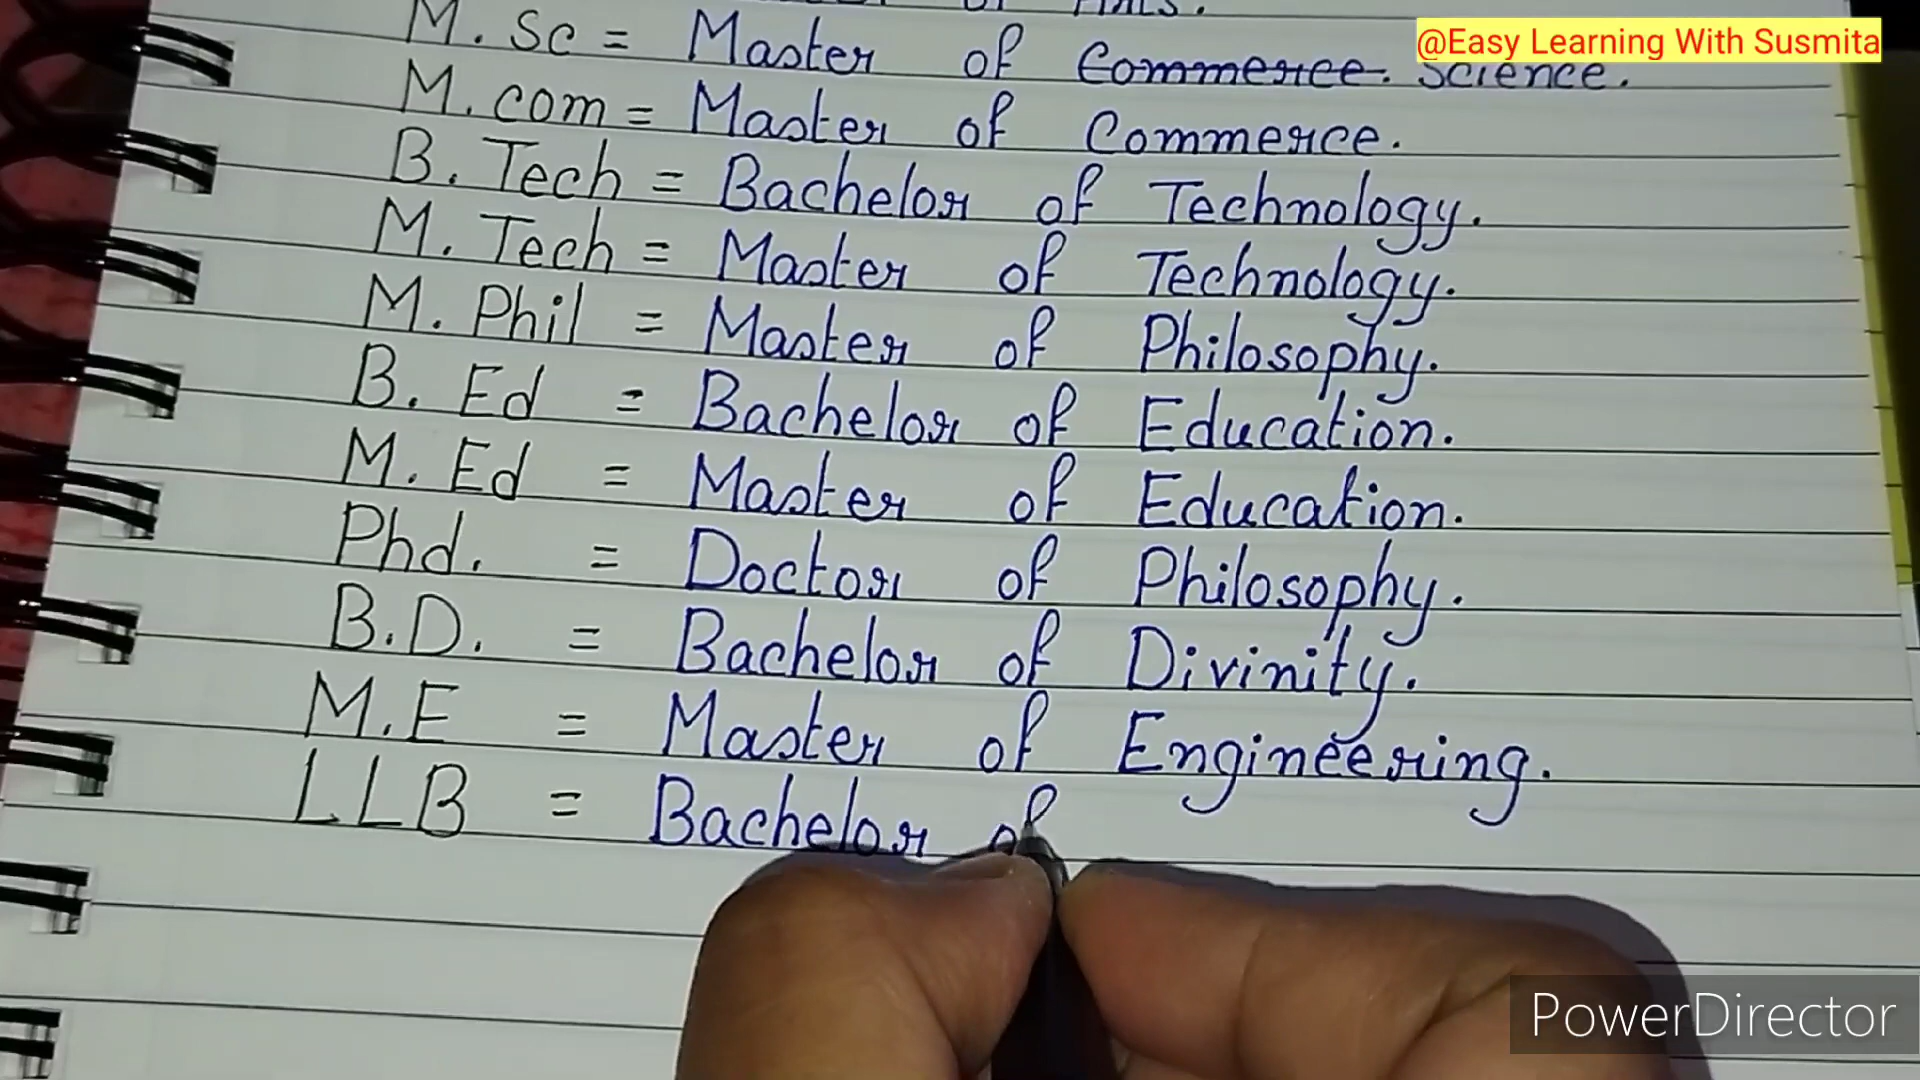 @Easy Learning With Susmita
M. Sc = Master of Commerce. Science.
M. com = Master of Commerce.
B. Tech = Bachelor of Technology.
M. Tech = Master of Technology.
M. Phil = Master of Philosophy.
B. Ed = Bachelor of Education.
M. Ed = Master of Education.
Phd. = Doctor of Philosophy.
B.D. = Bachelor of Divinity.
M.E = Master of Engineering.
LLB = Bachelor of
PowerDirector